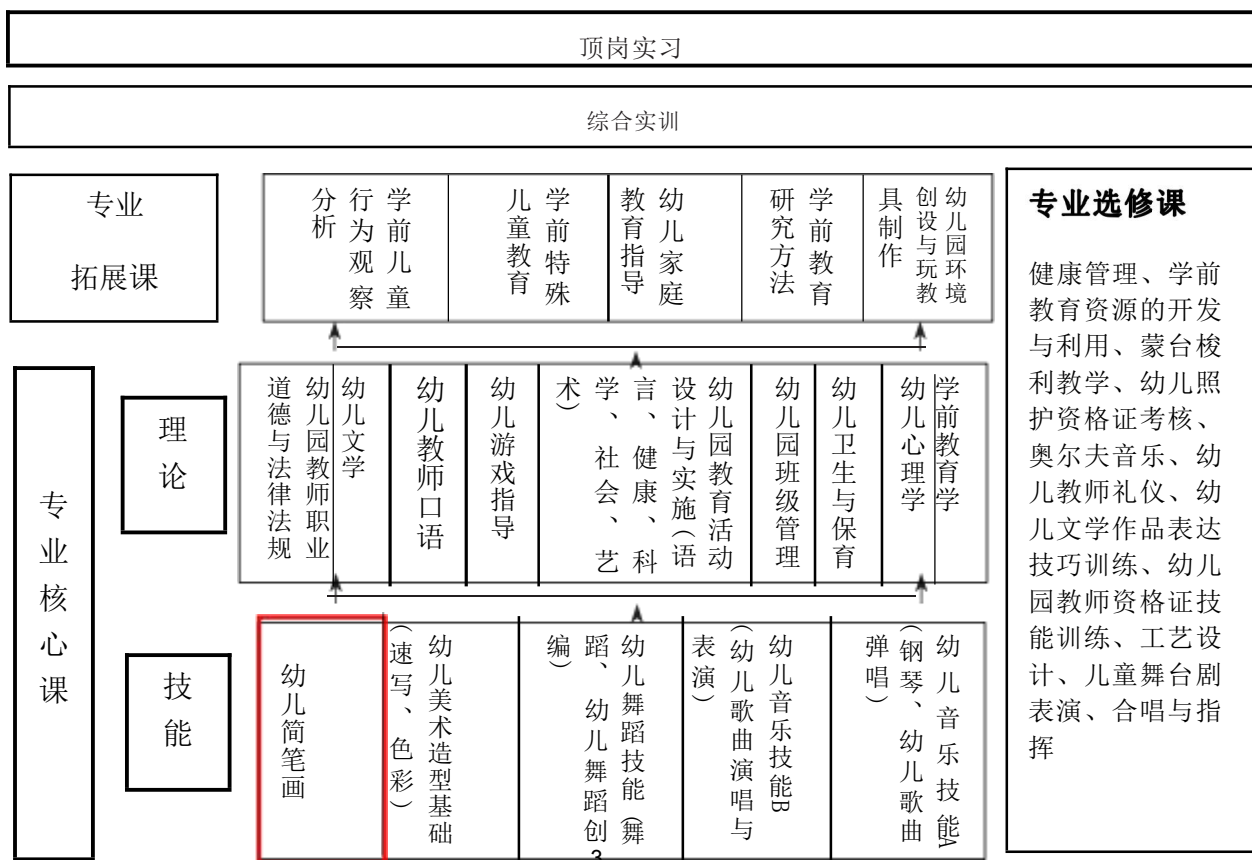 顶岗实习
综合实训
专业
拓展课
学前儿童
行为观察
分析
学前特殊
儿童教育
幼儿家庭
教育指导
学前教育
研究方法
幼儿园环境
创设与玩教
具制作
专业核心课
理论
幼儿文学
幼儿园教师职业
道德与法律法规
幼儿教师口语
幼儿游戏指导
幼儿园教育活动
设计与实施（语
言、健康、科
学、社会、艺
术）
幼儿园班级管理
幼儿卫生与保育
幼儿心理学
学前教育学
技能
幼儿简笔画
幼儿美术造型基础
（速写、色彩）
幼儿舞蹈技能（舞
蹈、幼儿舞蹈创
编）
3
幼儿音乐技能B
（幼儿歌曲演唱与
表演）
幼儿音乐技能A
（钢琴、幼儿歌曲
弹唱）
专业选修课
健康管理、学前
教育资源的开发
与利用、蒙台梭
利教学、幼儿照
护资格证考核、
奥尔夫音乐、幼
儿教师礼仪、幼
儿文学作品表达
技巧训练、幼儿
园教师资格证技
能训练、工艺设
计、儿童舞台剧
表演、合唱与指
挥